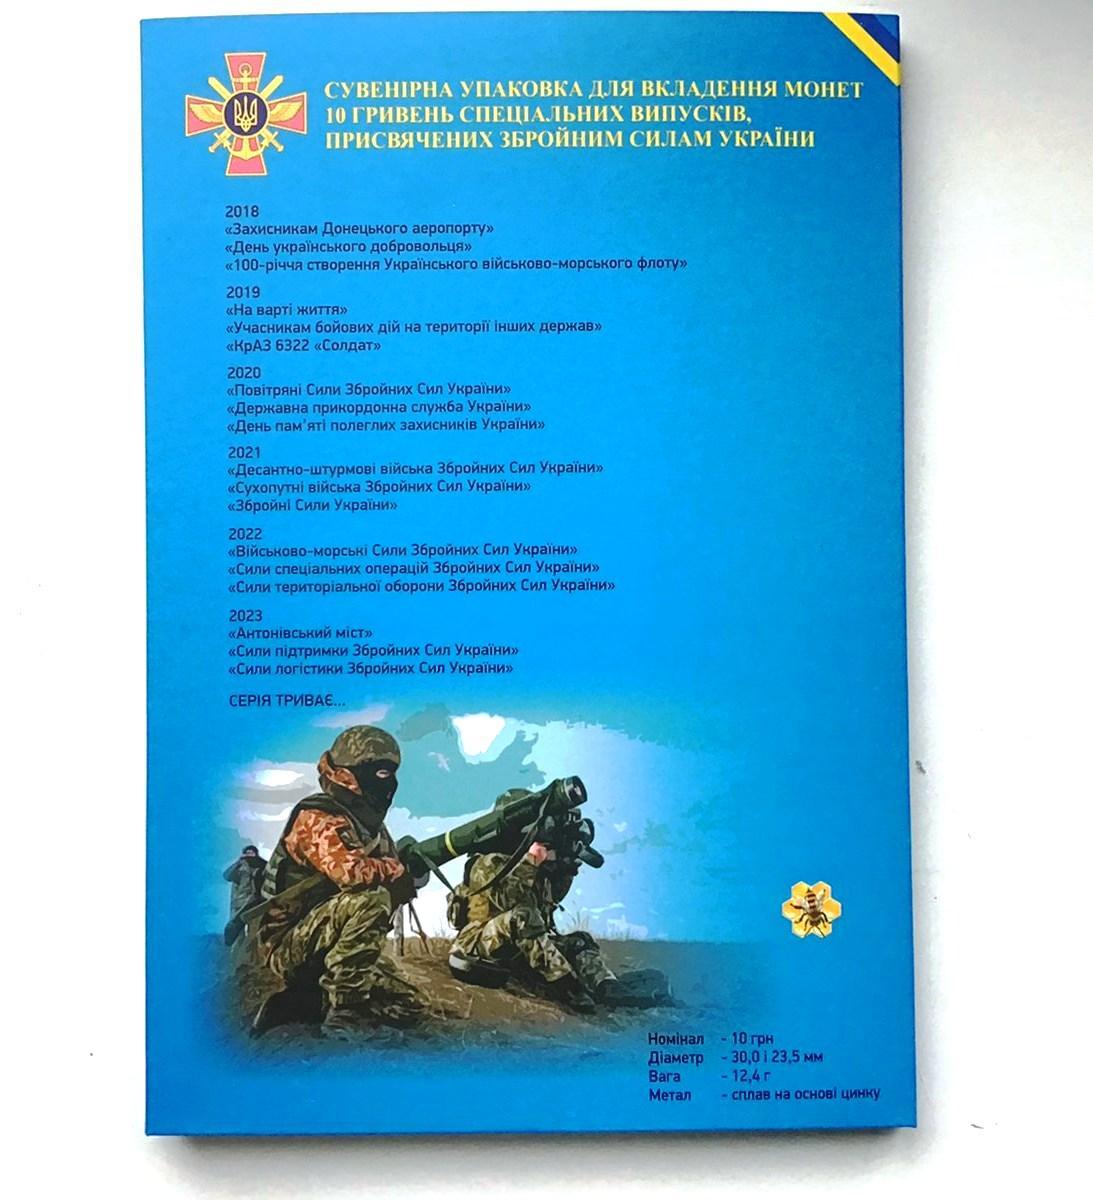 СУВЕНІРНА УПАКОВКА ДЛЯ ВКЛАДЕННЯ МОНЕТ
10 ГРИВЕНЬ СПЕЦІАЛЬНИХ ВИПУСКІВ,
ПРИСВЯЧЕНИХ ЗБРОЙНИМ СИЛАМ УКРАЇНИ
2018
«Захисникам Донецького аеропорту»
«День українського добровольця»
«100-річчя створення Українського військово-морського флоту»
2019
«На варті життя»
«Учасникам бойових дій на території інших держав»
«КрАЗ 6322 «Солдат»
2020
«Повітряні Сили Збройних Сил України»
«Державна прикордонна служба України»
«День пам'яті полеглих захисників України»
2021
«Десантно-штурмові війська Збройних Сил України»
«Сухопутні війська Збройних Сил України»
«Збройні Сили України»
2022
«Військово-морські Сили Збройних Сил України»
«Сили спеціальних операцій Збройних Сил України»
«Сили територіальної оборони Збройних Сил України»
2023
«Антонівський міст»
«Сили підтримки Збройних Сил України»
«Сили логістики Збройних Сил України»
СЕРІЯ ТРИВАЄ...
Номінал - 10 грн
Діаметр - 30,0 і 23,5 мм
Вага - 12,4 г
Метал - сплав на основі цинку